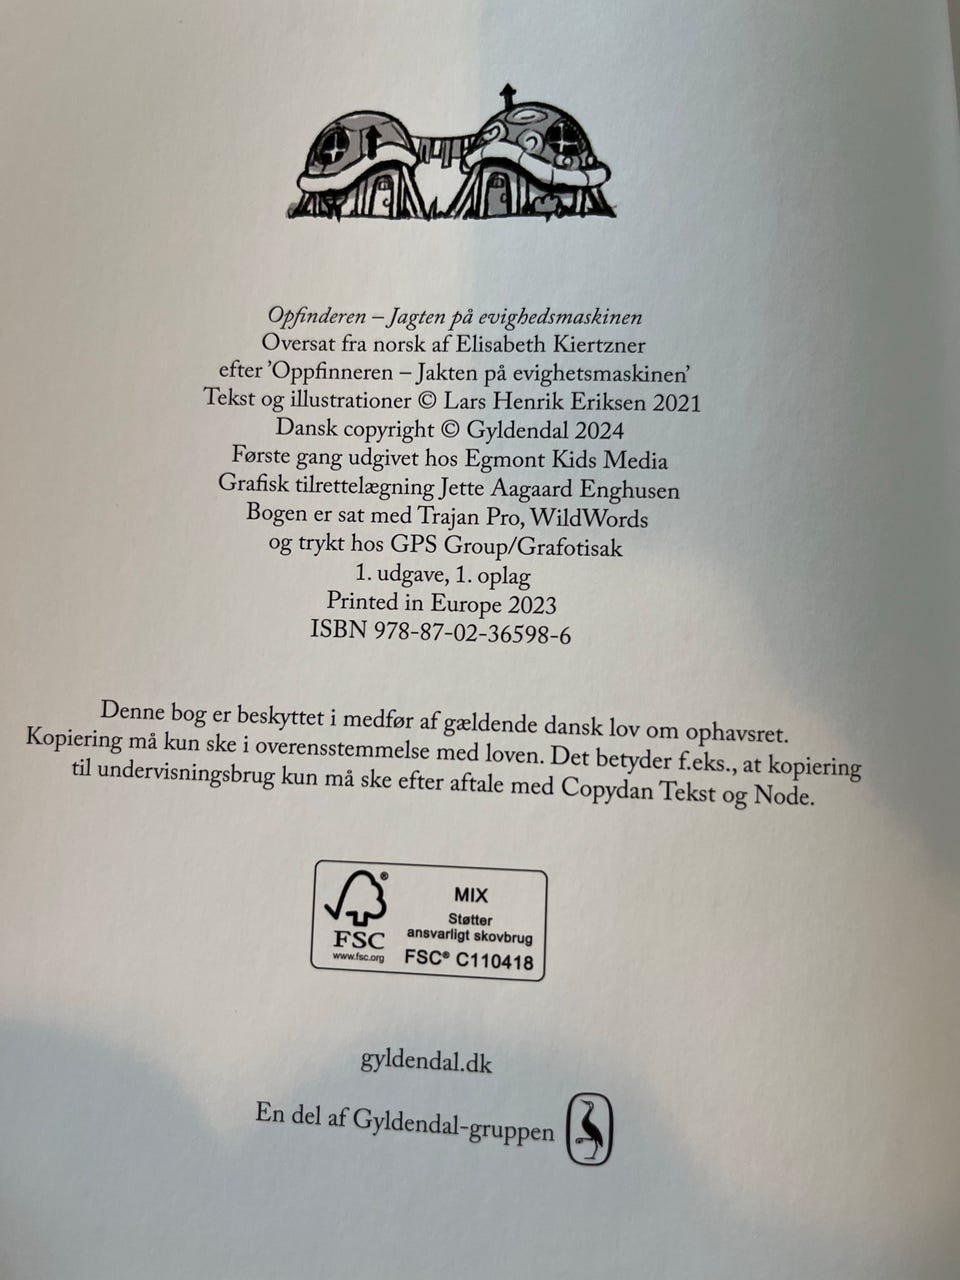 Opfinderen – Jagten på evighedsmaskinen
Oversat fra norsk af Elisabeth Kiertzner
efter 'Oppfinneren – Jakten på evighetsmaskinen'
Tekst og illustrationer © Lars Henrik Eriksen 2021
Dansk copyright © Gyldendal 2024
Første gang udgivet hos Egmont Kids Media
Grafisk tilrettelægning Jette Aagaard Enghusen
Bogen er sat med Trajan Pro, WildWords
og trykt hos GPS Group/Grafotisak
1. udgave, 1. oplag
Printed in Europe 2023
ISBN 978-87-02-36598-6
Denne bog er beskyttet i medfør af gældende dansk lov om ophavsret.
Kopiering må kun ske i overensstemmelse med loven. Det betyder f.eks., at kopiering
til undervisningsbrug kun må ske efter aftale med Copydan Tekst og Node.
®
FSC
www.fsc.org
MIX
Støtter
ansvarligt skovbrug
FSC® C110418
gyldendal.dk
En del af Gyldendal-gruppen